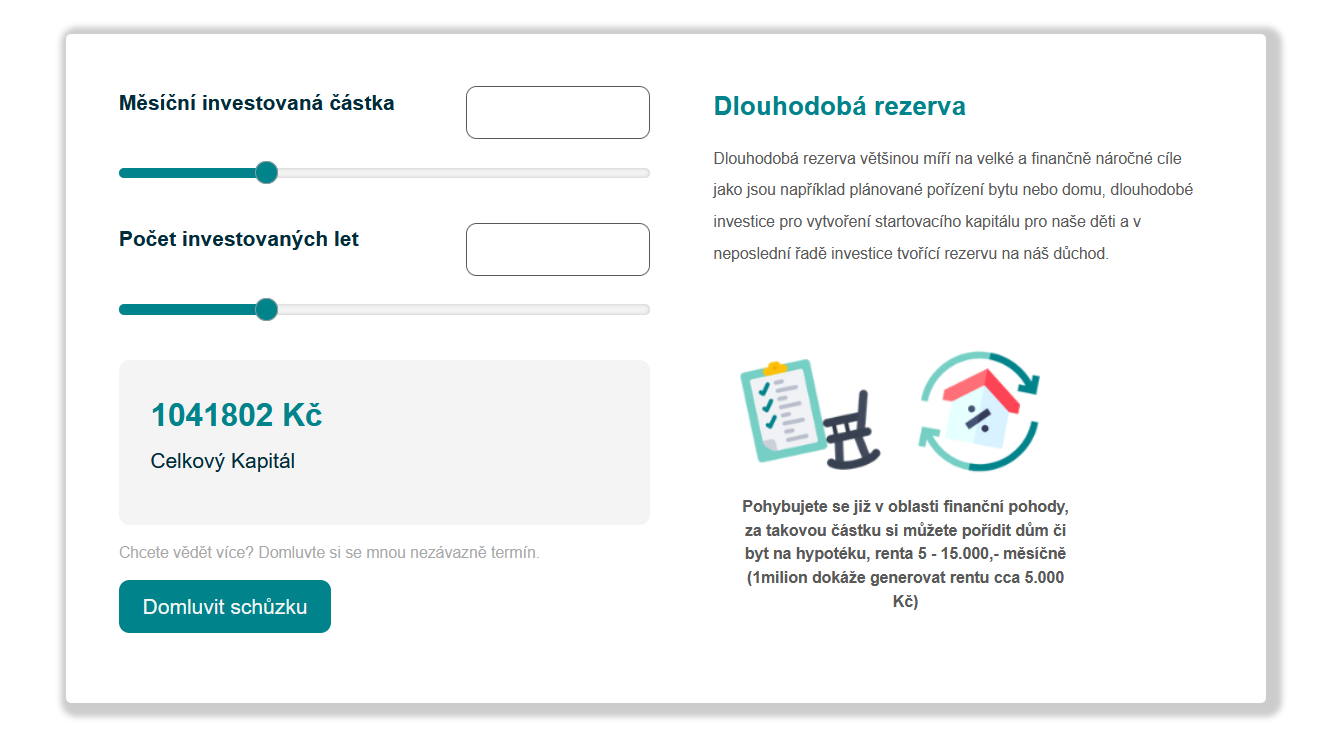 Měsíční investovaná částka
Počet investovaných let
1041802 Kč
Celkový Kapitál
Chcete vědět více? Domluvte si se mnou nezávazně termín.
Domluvit schůzku
Dlouhodobá rezerva
Dlouhodobá rezerva většinou míří na velké a finančně náročné cíle
jako jsou například plánované pořízení bytu nebo domu, dlouhodobé
investice pro vytvoření startovacího kapitálu pro naše děti a v
neposlední řadě investice tvořící rezervu na náš důchod.
Pohybujete se již v oblasti finanční pohody,
za takovou částku si můžete pořídit dům či
byt na hypotéku, renta 5 - 15.000,- měsíčně
(1milion dokáže generovat rentu cca 5.000
Kč)